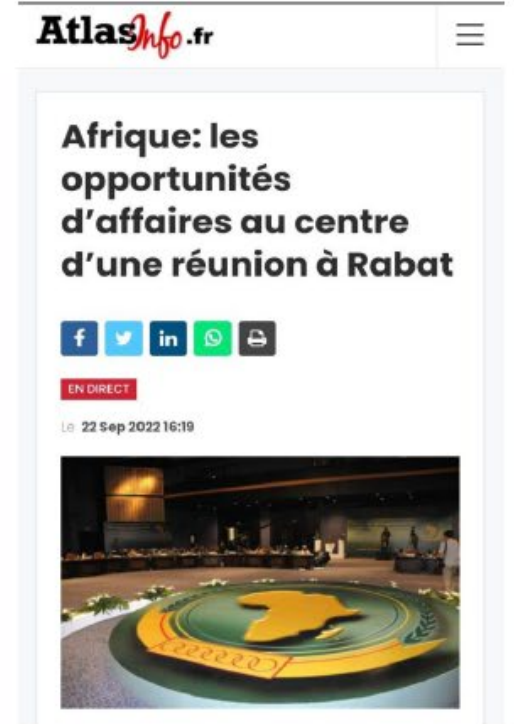 AtlasInfo.fr
Afrique: les
opportunités
d'affaires au centre
d'une réunion à Rabat
EN DIRECT
Le 22 Sep 2022 16:19